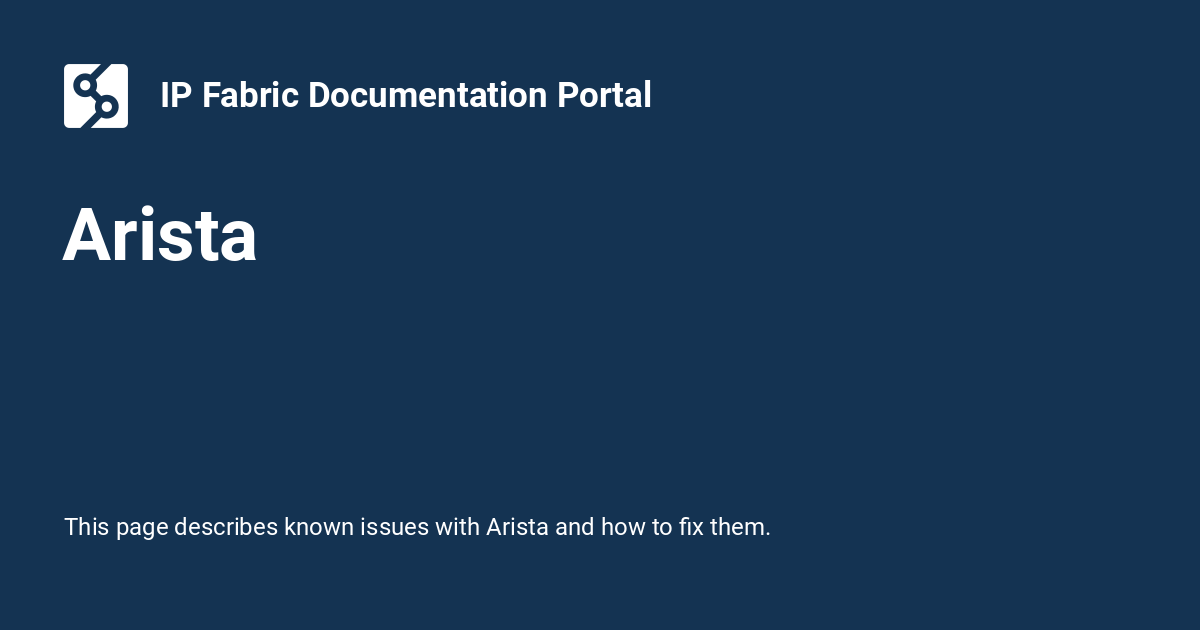 IP Fabric Documentation Portal
Arista
This page describes known issues with Arista and how to fix them.